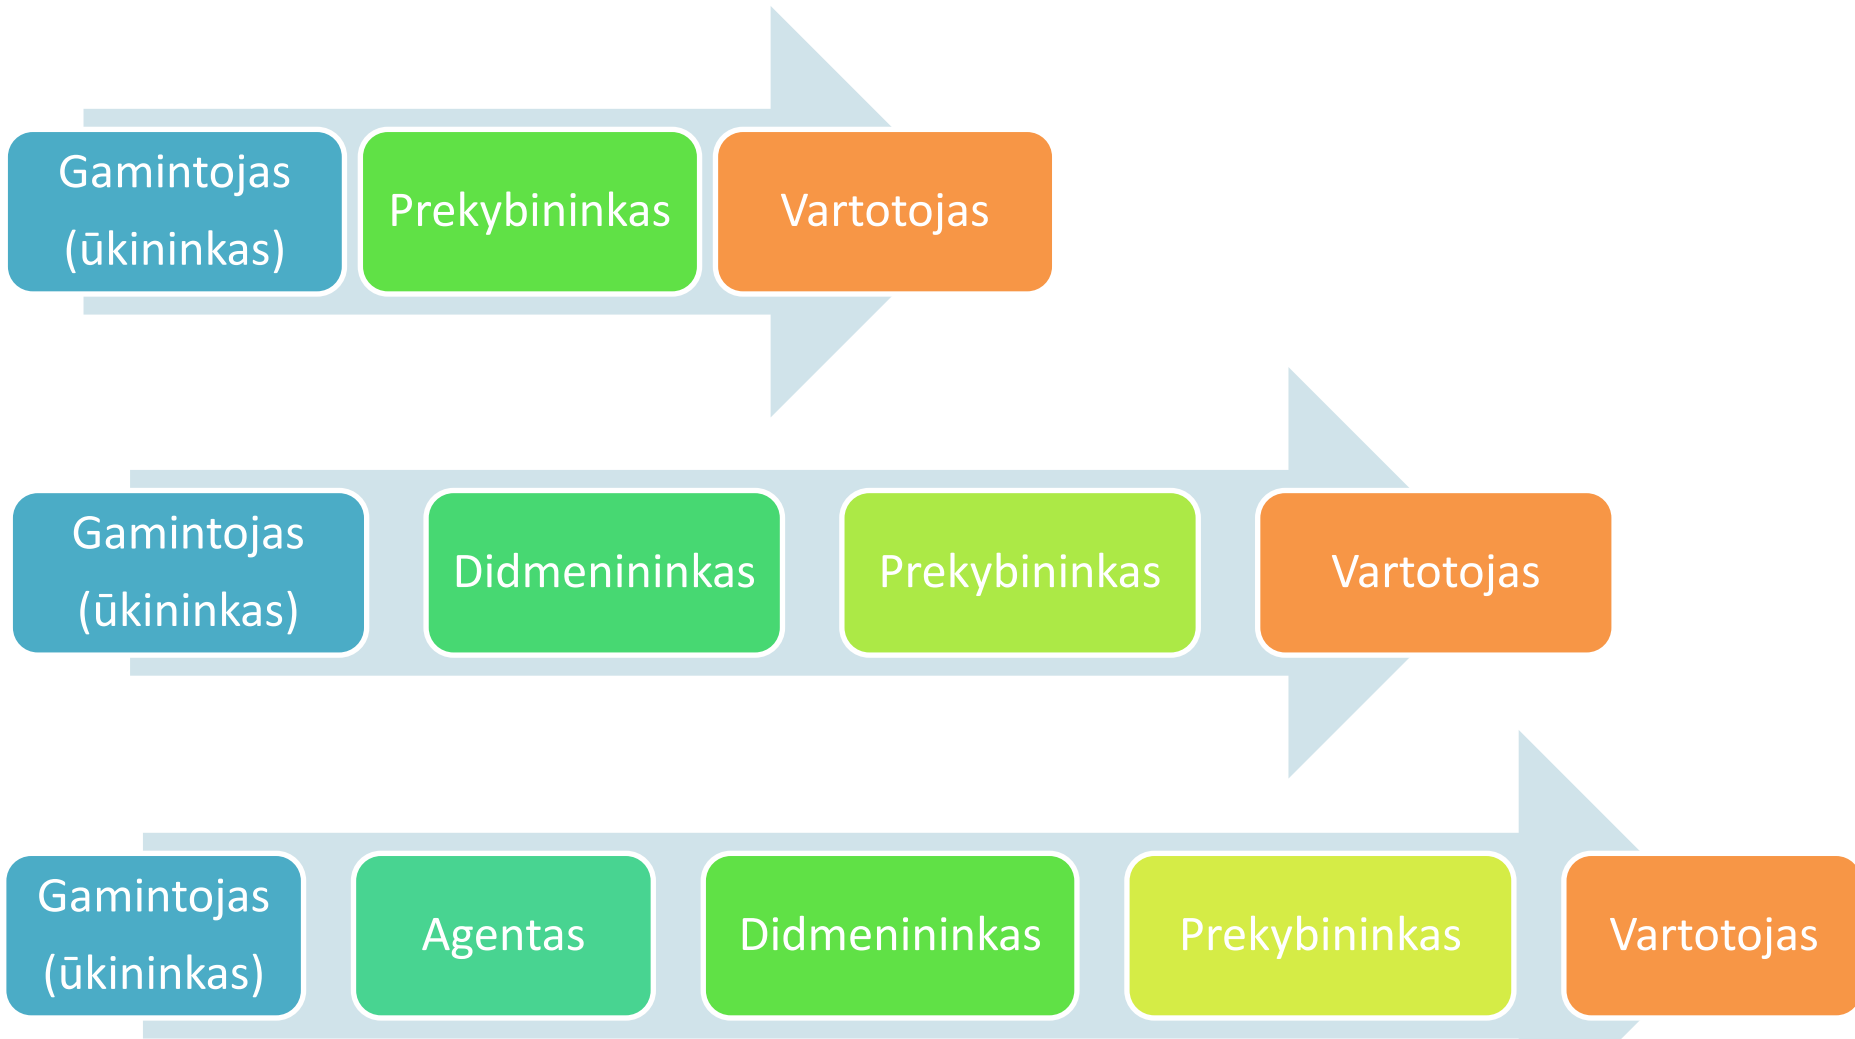 Gamintojas
(ūkininkas)
Prekybininkas
Vartotojas
Gamintojas
(ūkininkas)
Didmenininkas
Prekybininkas
Vartotojas
Gamintojas
(ūkininkas)
Agentas
Didmenininkas
Prekybininkas
Vartotojas